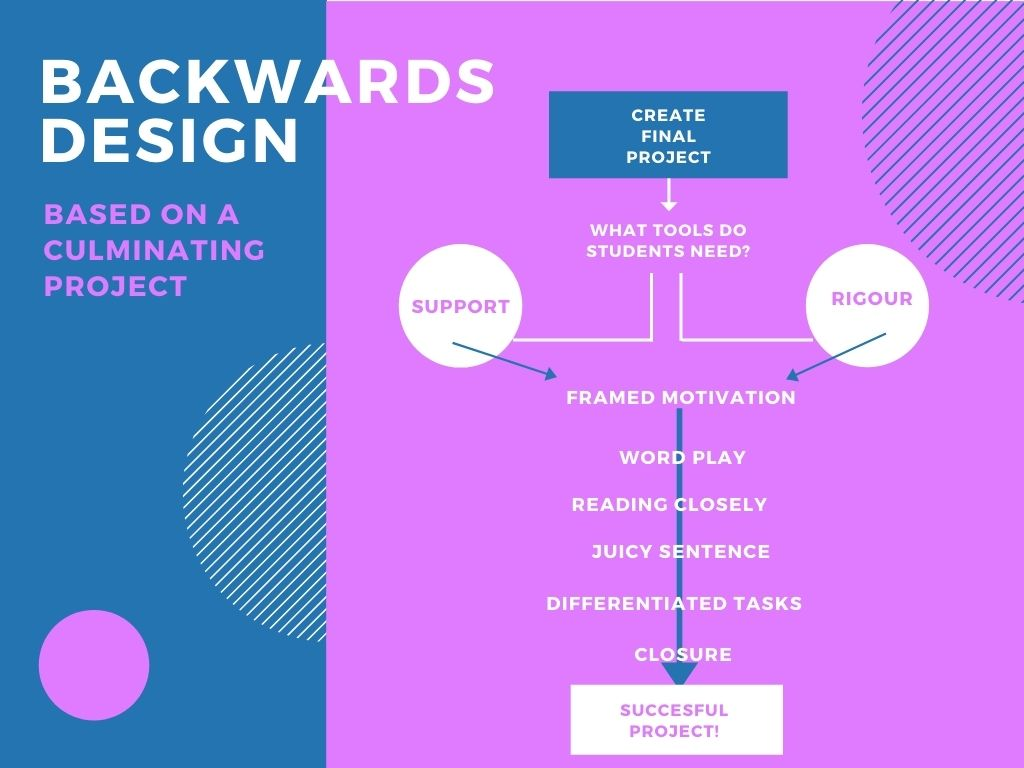 BACKWARDS
DESIGN
BASED ON A
CULMINATING
PROJECT
CREATE
FINAL
PROJECT
WHAT TOOLS DO
STUDENTS NEED?
SUPPORT
RIGOUR
FRAMED MOTIVATION
WORD PLAY
READING CLOSELY
JUICY SENTENCE
DIFFERENTIATED TASKS
CLOSURE
SUCCESFUL
PROJECT!